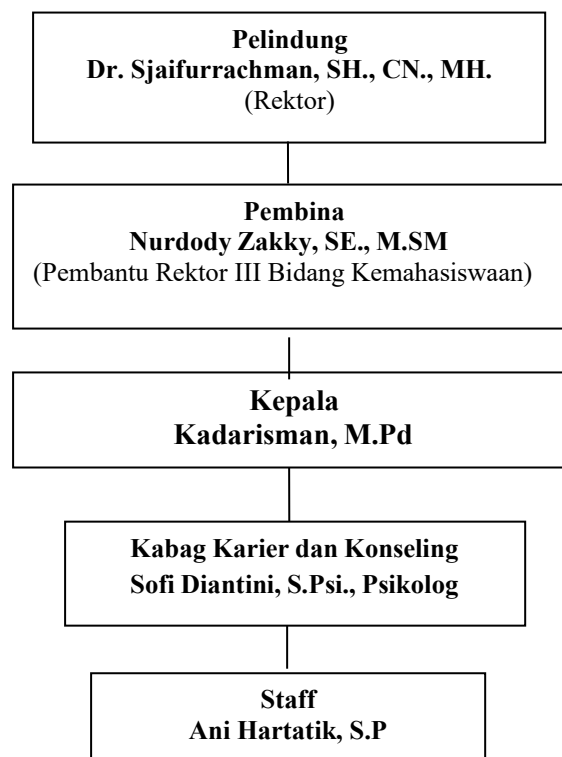 Pelindung
Dr. Sjaifurrachman, SH., CN., MH.
(Rektor)
Pembina
Nurdody Zakky, SE., M.SM
(Pembantu Rektor III Bidang Kemahasiswaan)
Kepala
Kadarisman, M.Pd
Kabag Karier dan Konseling
Sofi Diantini, S.Psi., Psikolog
Staff
Ani Hartatik, S.P